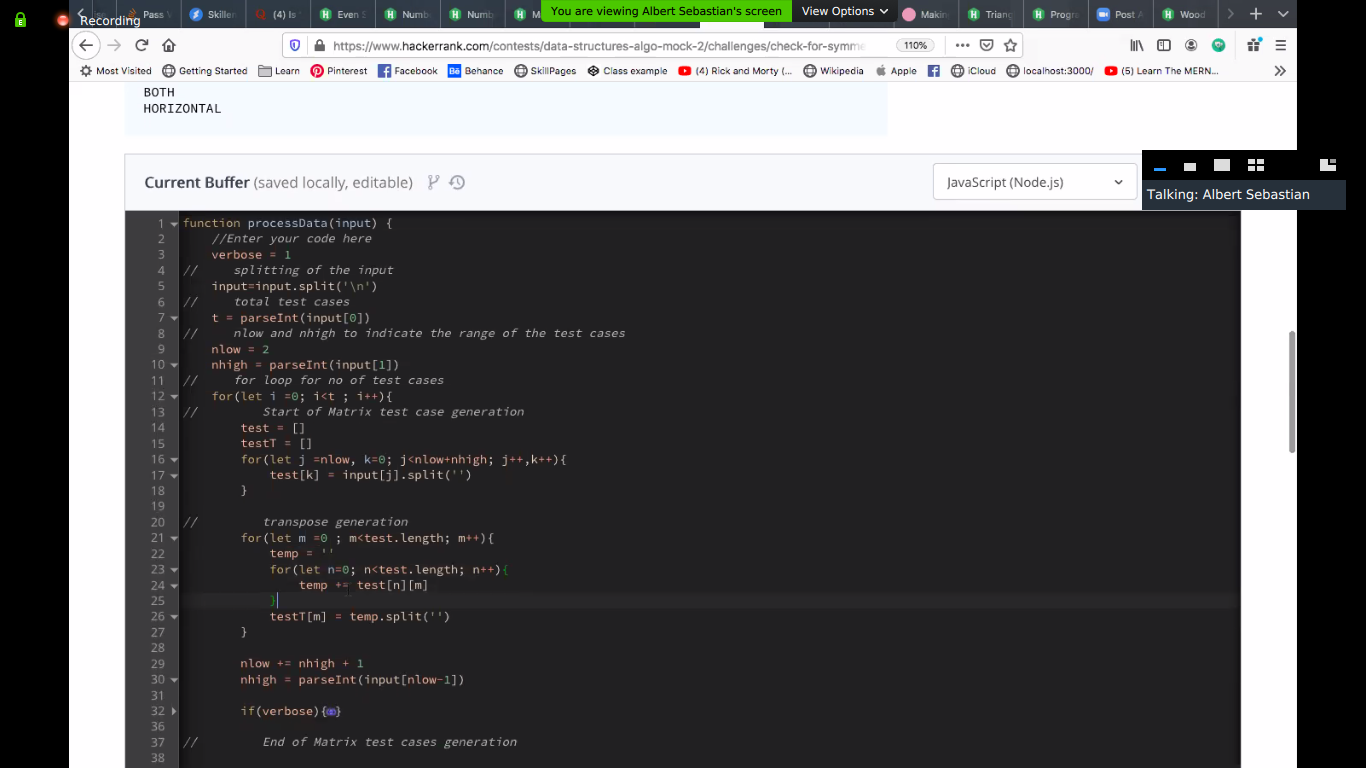 Recording
Pass
Skiller
(4) Is
Even S
Numb
Numb
You are viewing Albert Sebastian's screen
View Options
Makin
Triang
Progr
Post A
Wood
https://www.hackerrank.com/contests/data-structures-algo-mock-2/challenges/check-for-symme
110%
Most Visited
Getting Started
Learn
Pinterest
Facebook
Bē Behance
SkillPages
Class example
(4) Rick and Morty (...
Wikipedia
Apple
iCloud
localhost:3000/
(5) Learn The MERN...
BOTH
HORIZONTAL
Current Buffer (saved locally, editable)
JavaScript (Node.js)
Talking: Albert Sebastian
1 function processData(input) {
2 //Enter your code here
3 verbose = 1
4 // splitting of the input
5 input=input.split('\n')
6 // total test cases
7 t = parseInt(input[0])
8 // nlow and nhigh to indicate the range of the test cases
9 nlow = 2
10 nhigh = parseInt(input[1])
11 // for loop for no of test cases
12 for(let i =0; i<t ; i++){
13 // Start of Matrix test case generation
14 test = []
15 testT = []
16 for(let j =nlow, k=0; j<nlow+nhigh; j++,k++){
17 test[k] = input[j].split('')
18 }
19
20 // transpose generation
21 for(let m =0 ; m<test.length; m++){
22 temp = ''
23 for(let n=0; n<test.length; n++){
24 temp += test[n][m]
25 }
26 testT[m] = temp.split('')
27 }
28
29 nlow += nhigh + 1
30 nhigh = parseInt(input[nlow-1])
31
32 if(verbose){}
36
37 // End of Matrix test cases generation
38